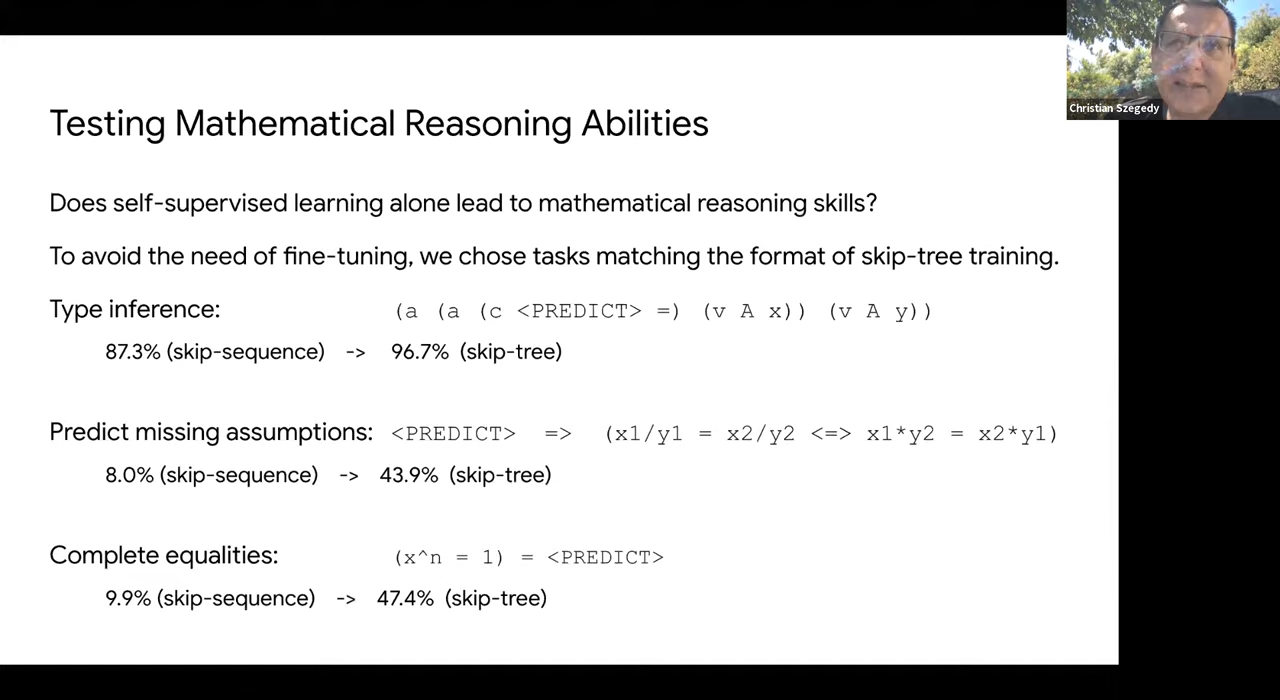 Christian Szegedy
Testing Mathematical Reasoning Abilities
Does self-supervised learning alone lead to mathematical reasoning skills?
To avoid the need of fine-tuning, we chose tasks matching the format of skip-tree training.
Type inference: (a (a (c <PREDICT> =) (v A x)) (v A y))
87.3% (skip-sequence) -> 96.7% (skip-tree)
Predict missing assumptions: <PREDICT> => (x1/y1 = x2/y2 <=> x1*y2 = x2*y1)
8.0% (skip-sequence) -> 43.9% (skip-tree)
Complete equalities: (x^n = 1) = <PREDICT>
9.9% (skip-sequence) -> 47.4% (skip-tree)